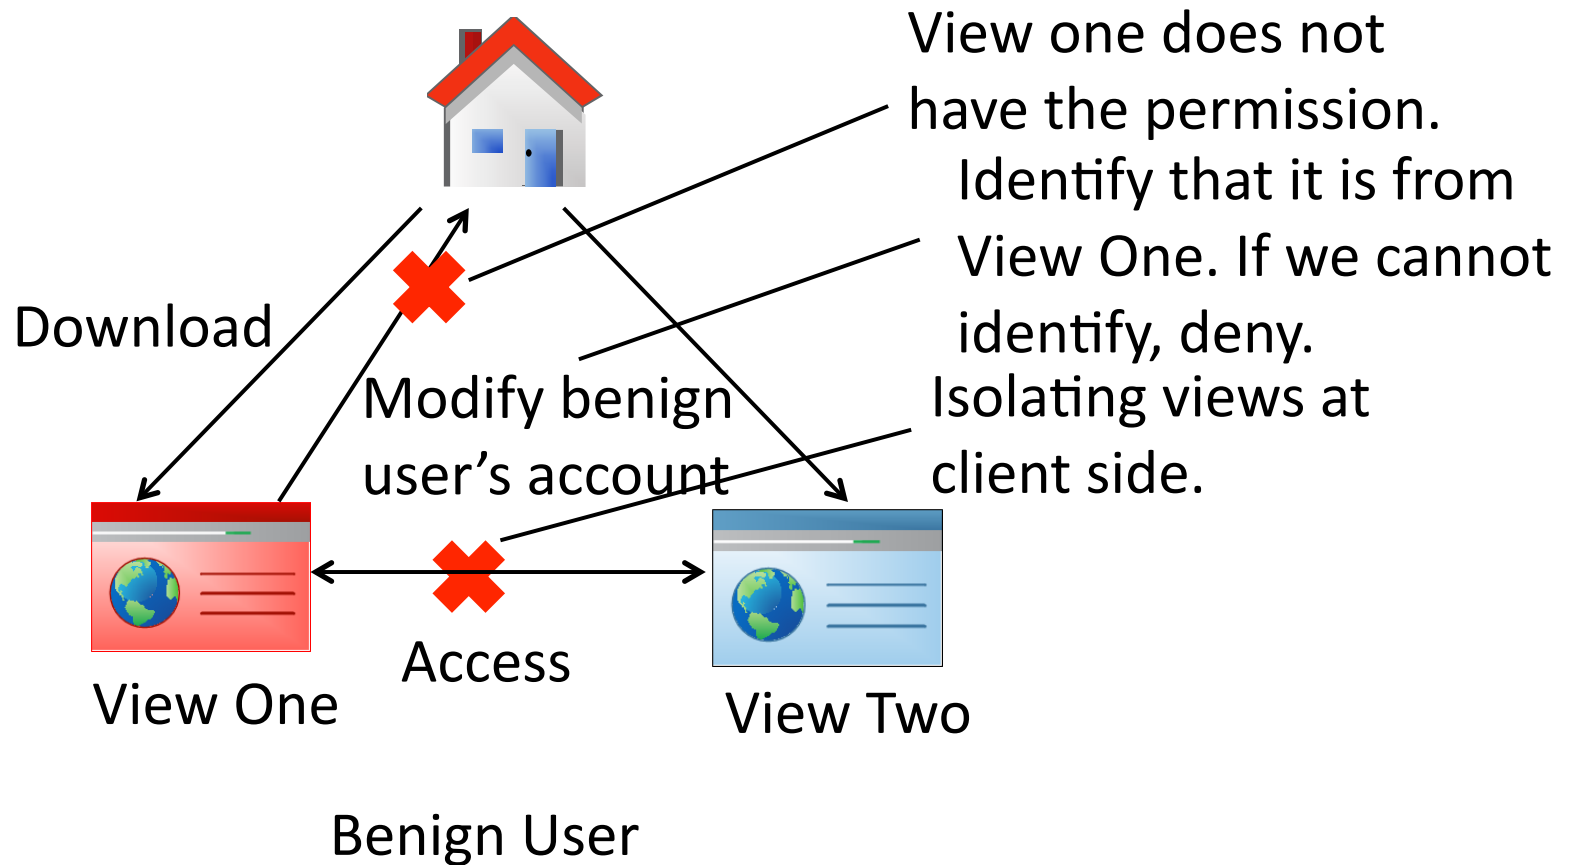 View one does not
have the permission.
Identify that it is from
View One. If we cannot
identify, deny.
Download
Modify benign
user’s account
Isolating views at
client side.
Access
View One
View Two
Benign User